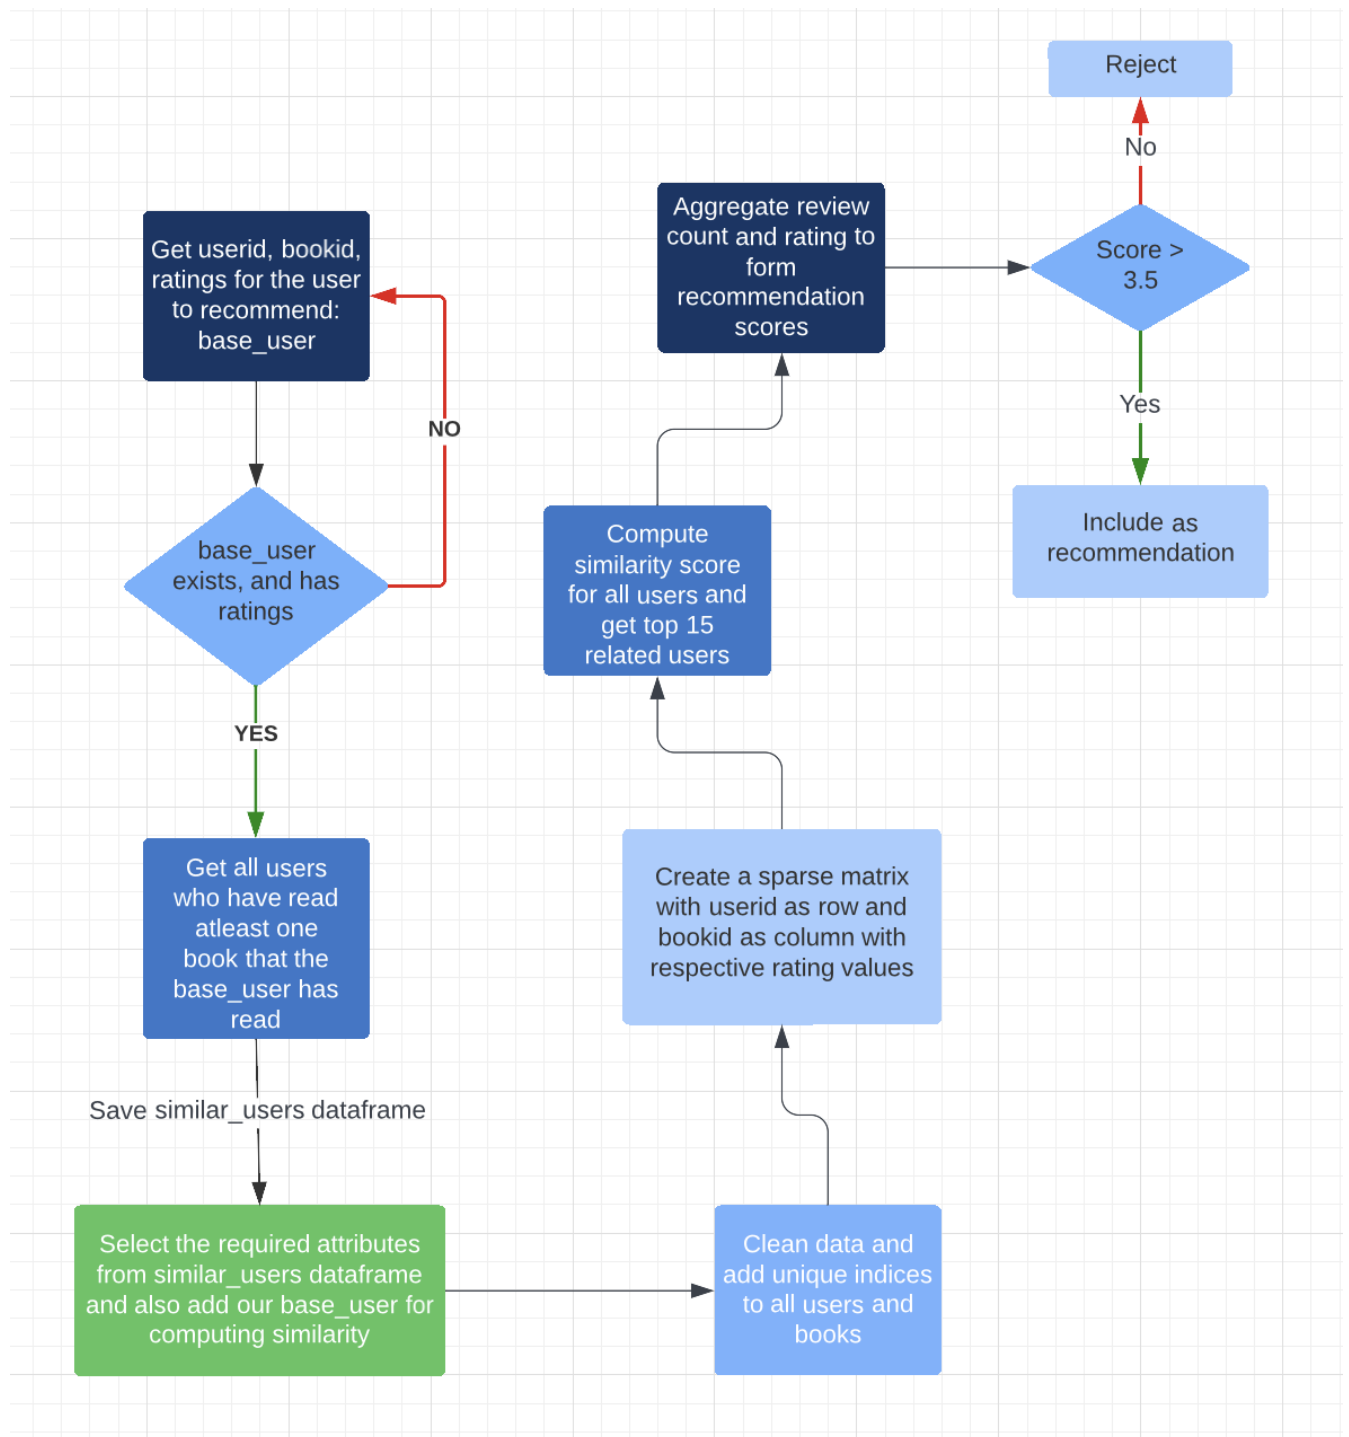 Get userid, bookid,
ratings for the user
to recommend:
base_user
NO
base_user
exists, and has
ratings
YES
Get all users
who have read
atleast one
book that the
base_user has
read
Save similar_users dataframe
Select the required attributes
from similar_users dataframe
and also add our base_user for
computing similarity
Clean data and
add unique indices
to all users and
books
Create a sparse matrix
with userid as row and
bookid as column with
respective rating values
Compute
similarity score
for all users and
get top 15
related users
Aggregate review
count and rating to
form
recommendation
scores
Score >
3.5
No
Reject
Yes
Include as
recommendation